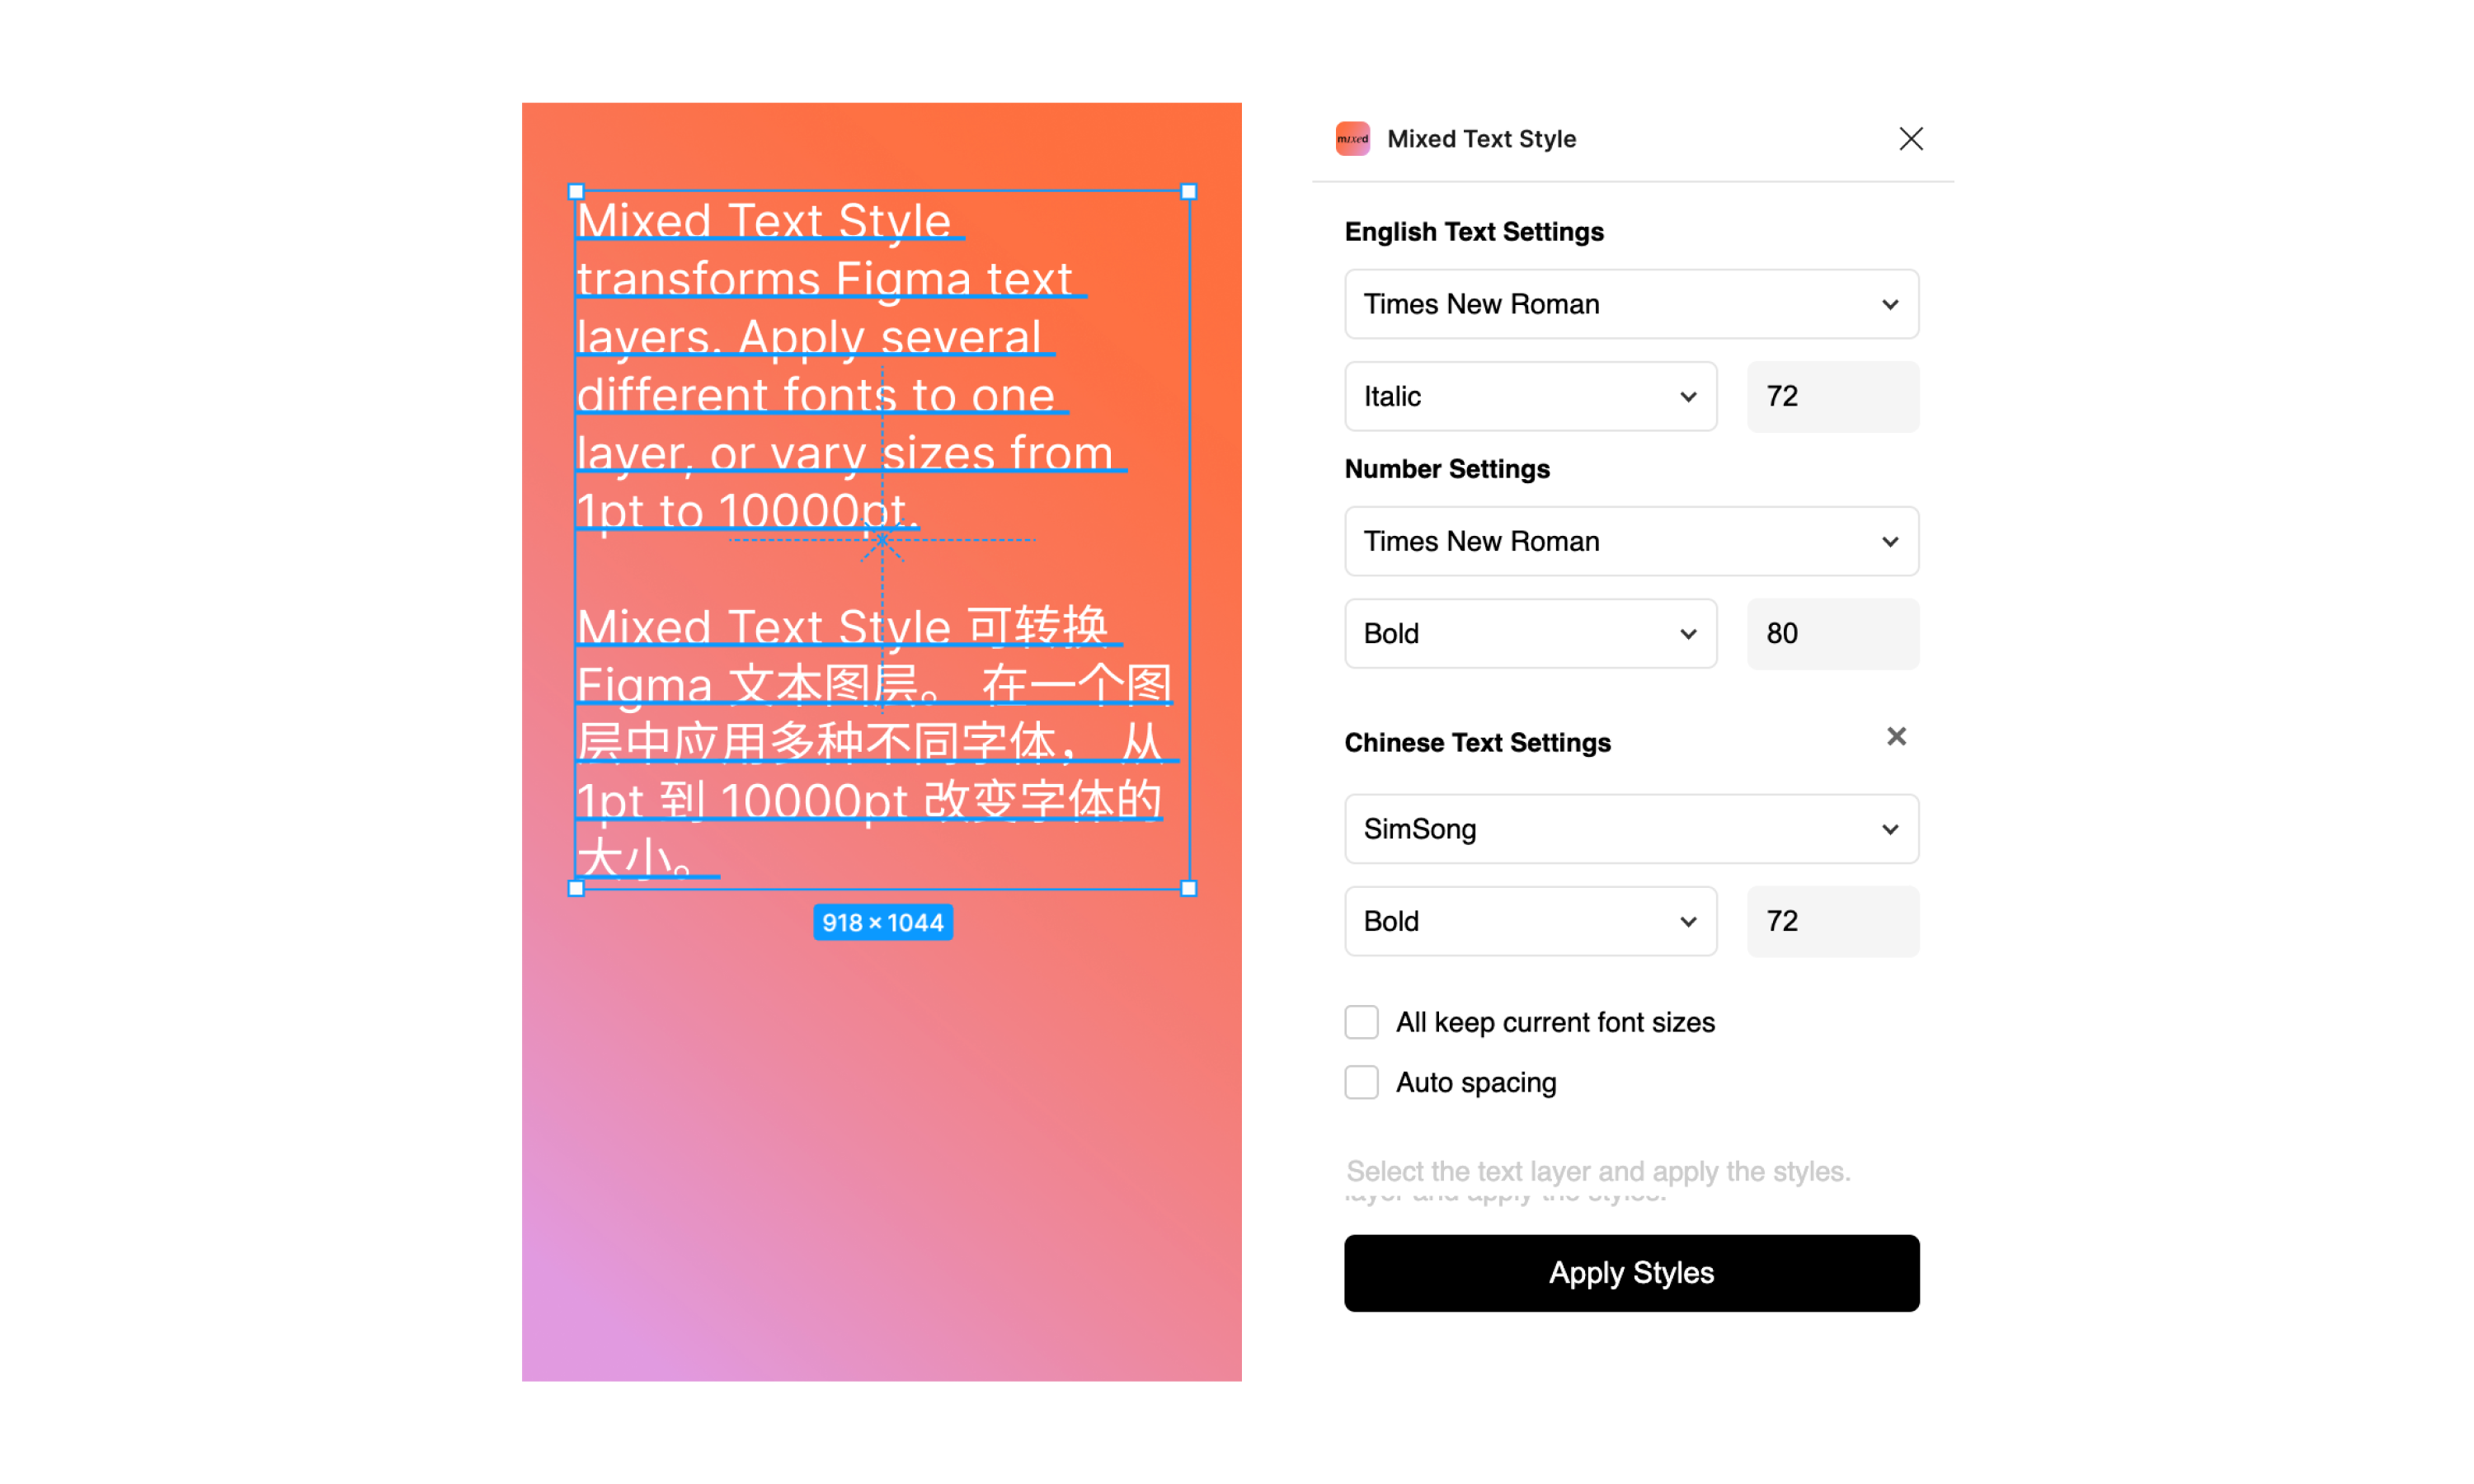 Mixed Text Style
transforms Figma text
layers. Apply several
different fonts to one
layer, or vary sizes from
1pt to 10000pt.
Mixed Text Style 可转换
Figma 文本图层。 在一个图
层中应用多种不同字体， 从
1pt 到 10000pt 改变字体的
大小。
918 × 1044
mixed
Mixed Text Style
English Text Settings
Times New Roman
Italic
72
Number Settings
Times New Roman
Bold
80
Chinese Text Settings
SimSong
Bold
72
All keep current font sizes
Auto spacing
Select the text layer and apply the styles.
layer and apply the styles.
Apply Styles